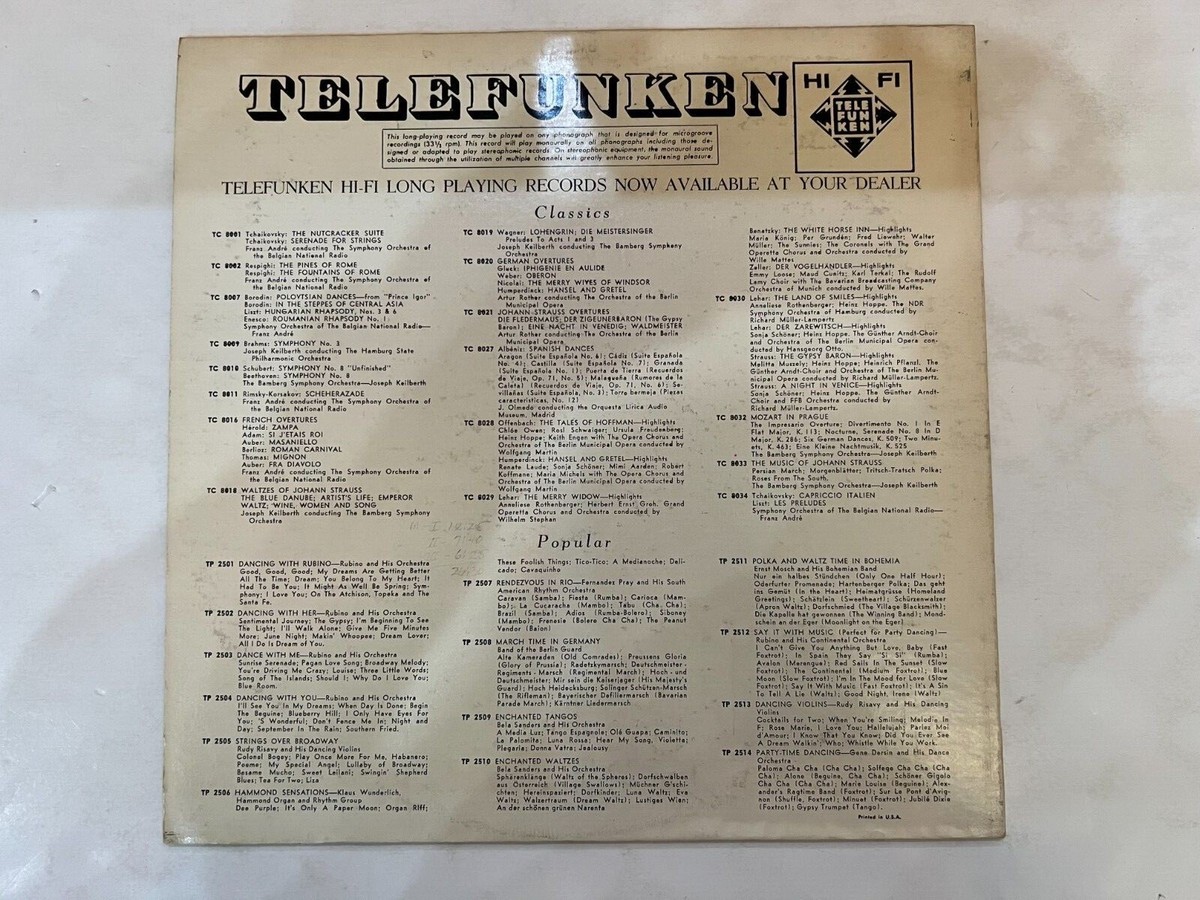 TELEFUNKEN
HI FI
TELE
FUN
KEN
This long-playing record may be played on any phonograph that is designed for microgroove
recordings (33⅓ rpm). This record will play monaurally on all phonographs including those de-
signed or adapted to play stereophonic records. On stereophonic equipment, the monaural sound
obtained through the utilization of multiple channels will greatly enhance your listening pleasure.
TELEFUNKEN HI-FI LONG PLAYING RECORDS NOW AVAILABLE AT YOUR DEALER
Classics
TC 8001 Tchaikovsky: THE NUTCRACKER SUITE
Tchaikovsky: SERENADE FOR STRINGS
Franz André conducting The Symphony Orchestra of
the Belgian National Radio
TC 8002 Respighi: THE PINES OF ROME
Respighi: THE FOUNTAINS OF ROME
Franz André conducting The Symphony Orchestra of
the Belgian National Radio
TC 8007 Borodin: POLOVTSIAN DANCES—from "Prince Igor"
Borodin: IN THE STEPPES OF CENTRAL ASIA
Liszt: HUNGARIAN RHAPSODY, Nos. 3 & 6
Enesco: ROUMANIAN RHAPSODY No. 1
Symphony Orchestra of The Belgian National Radio—
Franz André
TC 8009 Brahms: SYMPHONY No. 3
Joseph Keilberth conducting The Hamburg State
Philharmonic Orchestra
TC 8010 Schubert: SYMPHONY No. 8 "Unfinished"
Beethoven: SYMPHONY No. 8
The Bamberg Symphony Orchestra—Joseph Keilberth
TC 8011 Rimsky-Korsakov: SCHEHERAZADE
Franz André conducting The Symphony Orchestra of
the Belgian National Radio
TC 8016 FRENCH OVERTURES
Hérold: ZAMPA
Adam: SI J'ETAIS ROI
Auber: MASANIELLO
Berlioz: ROMAN CARNIVAL
Thomas: MIGNON
Auber: FRA DIAVOLO
Franz André conducting The Symphony Orchestra of
the Belgian National Radio
TC 8018 WALTZES OF JOHANN STRAUSS
THE BLUE DANUBE; ARTIST'S LIFE; EMPEROR
WALTZ; WINE, WOMEN AND SONG
Joseph Keilberth conducting The Bamberg Symphony
Orchestra
TC 8019 Wagner: LOHENGRIN; DIE MEISTERSINGER
Preludes To Acts 1 and 3
Joseph Keilberth conducting The Bamberg Symphony
Orchestra
TC 8020 GERMAN OVERTURES
Gluck: IPHIGENIE EN AULIDE
Weber: OBERON
Nicolai: THE MERRY WIVES OF WINDSOR
Humperdinck: HANSEL AND GRETEL
Artur Rother conducting The Orchestra of the Berlin
Municipal Opera
TC 8021 JOHANN STRAUSS OVERTURES
DIE FLEDERMAUS; DER ZIGEUNERBARON (The Gypsy
Baron); EINE NACHT IN VENEDIG; WALDMEISTER
Artur Rother conducting The Orchestra of the Berlin
Municipal Opera
TC 8027 Albéniz: SPANISH DANCES
Aragon (Suite Española No. 6); Cádiz (Suite Española
No. 4); Castilla (Suite Española No. 7); Granada
(Suite Española No. 1); Puerta de Tierra (Recuerdos
de Viaje, Op. 71, No. 5); Malagueña (Rumores de la
Caleta) (Recuerdos de Viaje, Op. 71, No. 6); Se-
villanas (Suite Española, No. 3); Torre bermeja (Piezas
características, No. 12)
J. Olmedo conducting the Orquesta Lirica Audio
Museum, Madrid
TC 8028 Offenbach: THE TALES OF HOFFMAN—Highlights
Chlöe Owen; Rosl Schwaiger; Ursula Freudenberg;
Heinz Hoppe; Keith Engen with The Opera Chorus and
Orchestra of The Berlin Municipal Opera conducted by
Wolfgang Martin
Humperdinck: HANSEL AND GRETEL—Highlights
Renate Laude; Sonja Schöner; Mimi Aarden; Robert
Koffmane; Maria Michels with The Opera Chorus and
Orchestra of The Berlin Municipal Opera conducted by
Wolfgang Martin
TC 8029 Lehar: THE MERRY WIDOW—Highlights
Anneliese Rothenberger; Herbert Ernst Groh, Grand
Operetta Chorus and Orchestra conducted by
Wilhelm Stephan
Benatsky: THE WHITE HORSE INN—Highlights
Maria König; Per Grundén; Fred Liewehr; Walter
Müller; The Sunnies; The Coronels with The Grand
Operetta Chorus and Orchestra conducted by
Wille Mattes
Zeller: DER VOGELHÄNDLER—Highlights
Emmy Loose; Maud Cunitz; Karl Terkal; The Rudolf
Lamy Choir with The Bavarian Broadcasting Company
Orchestra of Munich conducted by Wille Mattes.
TC 8030 Lehar: THE LAND OF SMILES—Highlights
Anneliese Rothenberger; Heinz Hoppe. The NDR
Symphony Orchestra of Hamburg conducted by
Richard Müller-Lamperts
Lehar: DER ZAREWITSCH—Highlights
Sonja Schöner; Heinz Hoppe. The Günther Arndt-Choir
and Orchestra of The Berlin Municipal Opera con-
ducted by Hansgeorg Otto.
Strauss: THE GYPSY BARON—Highlights
Melitta Muszely; Heinz Hoppe; Heinrich Pflanzl. The
Günther Arndt-Choir and Orchestra of The Berlin Mu-
nicipal Opera conducted by Richard Müller-Lampertz.
Strauss: A NIGHT IN VENICE—Highlights
Sonja Schöner; Heinz Hoppe. The Günther Arndt-
Choir and FFB Orchestra conducted by
Richard Müller-Lampertz.
TC 8032 MOZART IN PRAGUE
The Impresario Overture; Divertimento No. 1 In E
Flat Major, K. 113; Nocturne, Serenade No. 8 In D
Major, K. 286; Six German Dances, K. 509; Two Minu-
ets, K. 463; Eine Kleine Nachtmusik, K. 525
The Bamberg Symphony Orchestra—Joseph Keilberth
TC 8033 THE MUSIC OF JOHANN STRAUSS
Persian March; Morgenblätter; Tritsch-Tratsch Polka;
Roses From The South.
The Bamberg Symphony Orchestra—Joseph Keilberth
TC 8034 Tchaikovsky: CAPRICCIO ITALIEN
Liszt: LES PRELUDES
Symphony Orchestra of The Belgian National Radio—
Franz André
Popular
TP 2501 DANCING WITH RUBINO—Rubino and His Orchestra
Good, Good, Good; My Dreams Are Getting Better
All The Time; Dream; You Belong To My Heart; It
Had To Be You; It Might As Well Be Spring; Sym-
phony; I Love You; On The Atchison, Topeka and The
Santa Fe.
TP 2502 DANCING WITH HER—Rubino and His Orchestra
Sentimental Journey; The Gypsy; I'm Beginning To See
The Light; I'll Walk Alone; Give Me Five Minutes
More; June Night; Makin' Whoopee; Dream Lover;
All I Do Is Dream of You.
TP 2503 DANCE WITH ME—Rubino and His Orchestra
Sunrise Serenade; Pagan Love Song; Broadway Melody;
You're Driving Me Crazy; Louise; Three Little Words;
Song of The Islands; Should I; Why Do I Love You;
Blue Room.
TP 2504 DANCING WITH YOU—Rubino and His Orchestra
I'll See You In My Dreams; When Day Is Done; Begin
The Beguine; Blueberry Hill; I Only Have Eyes For
You; 'S Wonderful; Don't Fence Me In; Night and
Day; September In The Rain; Southern Fried.
TP 2505 STRINGS OVER BROADWAY
Rudy Risavy and His Dancing Violins
Colonel Bogey; Play Once More For Me, Habanero;
Poeme; My Special Angel; Lullaby of Broadway;
Besame Mucho; Sweet Leilani; Swingin' Shepherd
Blues; Tea For Two; Lisa
TP 2506 HAMMOND SENSATIONS—Klaus Wunderlich,
Hammond Organ and Rhythm Group
Dee Purple; It's Only A Paper Moon; Organ Riff;
These Foolish Things; Tico-Tico; A Medianoche; Deli-
cado; Cavaquinho
TP 2507 RENDEZVOUS IN RIO—Fernandes Prey and His South
American Rhythm Orchestra
Caravan (Samba); Fiesta (Rumba); Carioca (Mam-
bo); La Cucaracha (Mambo); Tabu (Cha Cha);
Brazil (Samba); Adios (Rumba-Bolero); Siboney
(Mambo); Frenesia (Bolero Cha Cha); The Peanut
Vendor (Baion)
TP 2508 MARCH TIME IN GERMANY
Band of the Berlin Guard
Alte Kameraden (Old Comrades); Preussens Gloria
(Glory of Prussia); Radetzkymarsch; Deutschmeister-
Regiments-Marsch (Regimental March); Hoch- und
Deutschmeister; Mir sein die Kaiserjager (His Majesty's
Guard); Hoch Heidecksburg; Solinger Schützen-Marsch
(The Rifleman); Bayerischer Defiliermarsch (Bavarian
Parade March); Kärntner Liedermarsch
TP 2509 ENCHANTED TANGOS
Bela Sanders and His Orchestra
A Media Luz; Tango Espagnole; Olé Guapa; Caminito;
La Palomita; Luna Rossa; Hear My Song, Violetta;
Plegaria; Donna Vatra; Jealousy
TP 2510 ENCHANTED WALTZES
Bela Sanders and His Orchestra
Sphärenklänge (Waltz of the Spheres); Dorfschwalben
aus Österreich (Village Swallows); Müchner G'schi-
chten; Hereinspaziert; Dorfkinder; Luna Waltz; Eva
Waltz; Walzertraum (Dream Waltz); Lustiges Wien;
An der schönen grünen Narenta
TP 2511 POLKA AND WALTZ TIME IN BOHEMIA
Ernst Mosch and His Bohemian Band
Nur ein halbes Stündchen (Only One Half Hour);
Oderfurter Promenade; Hartenberger Polka; Das geht
ins Gemüt (In the Heart); Heimatgrüsse (Homeland
Greetings); Schätzlein (Sweetheart); Schürzenwalzer
(Apron Waltz); Dorfschmied (The Village Blacksmith);
Die Kapelle hat gewonnen (The Winning Band); Mond-
schein an der Eger (Moonlight on the Eger)
TP 2512 SAY IT WITH MUSIC (Perfect for Party Dancing)—
Rubino and His Continental Orchestra
I Can't Give You Anything But Love, Baby (Fast
Foxtrot); In Spain They Say "Si Si" (Rumba);
Avalon (Merengue); Red Sails In The Sunset (Slow
Foxtrot); The Continental (Medium Foxtrot); Blue
Moon (Slow Foxtrot); I'm In The Mood for Love (Slow
Foxtrot); Say It With Music (Fast Foxtrot); It's A Sin
To Tell A Lie (Waltz); Good Night, Irene (Waltz)
TP 2513 DANCING VIOLINS—Rudy Risavy and His Dancing
Violins
Cocktails for Two; When You're Smiling; Melodie In
F; Rose Marie, I Love You; Hallelujah; Parlez Moi
d'Amour; I Know That You Know; Did You Ever See
A Dream Walkin'; Who; Whistle While You Work.
TP 2514 PARTY-TIME DANCING—Gene Dersin and His Dance
Orchestra
Paloma Cha Cha (Cha Cha); Solfege Cha Cha (Cha
Cha); Alone (Beguine, Cha Cha); Schöner Gigolo
Cha Cha (Cha Cha); Marie Louise (Beguine); Alex-
ander's Ragtime Band (Foxtrot); Sur Le Pont d'Avig-
non (Shuffle, Foxtrot); Minuet (Foxtrot); Jubilé Dixie
(Foxtrot); Gypsy Trumpet (Tango).
Printed in U.S.A.